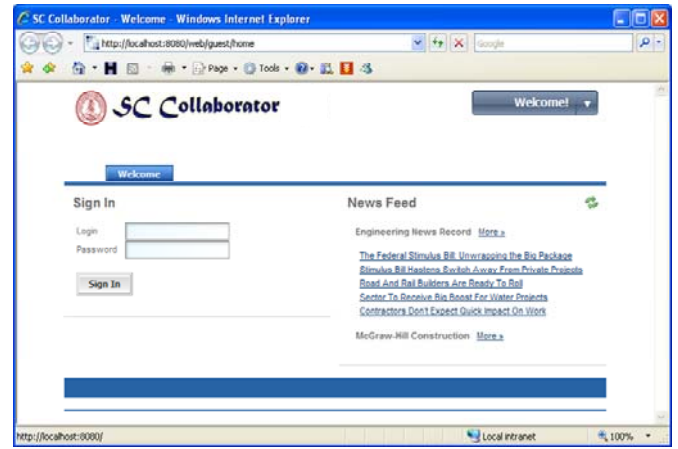 SC Collaborator - Welcome - Windows Internet Explorer
http://localhost:8080/web/guest/home
Google
Page
Tools
SC Collaborator
Welcome!
Welcome
Sign In
Login
Password
Sign In
News Feed
Engineering News Record More »
The Federal Stimulus Bill: Unwrapping the Big Package
Stimulus Bill Hastens Switch Away From Private Projects
Road And Rail Builders Are Ready To Roll
Sector To Receive Big Boost For Water Projects
Contractors Don't Expect Quick Impact On Work
McGraw-Hill Construction More »
http://localhost:8080/
Local intranet
100%